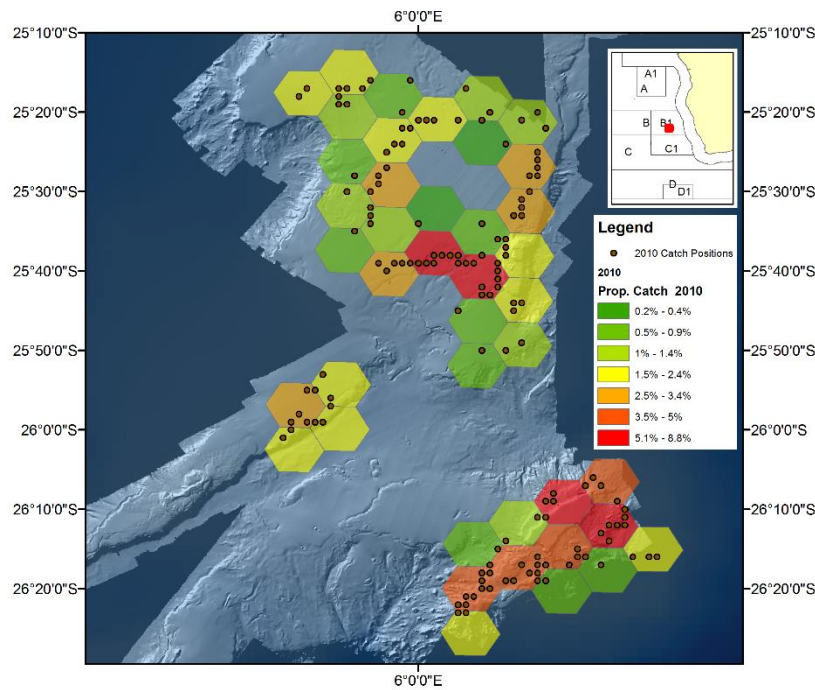 6°0'0"E
25°10'0"S
25°10'0"S
25°20'0"S
25°20'0"S
25°30'0"S
25°30'0"S
25°40'0"S
25°40'0"S
25°50'0"S
25°50'0"S
26°0'0"S
26°0'0"S
26°10'0"S
26°10'0"S
26°20'0"S
26°20'0"S
6°0'0"E
A1
A
B
B1
C
C1
D
D1
Legend
2010 Catch Positions
2010
Prop. Catch 2010
0.2% - 0.4%
0.5% - 0.9%
1% - 1.4%
1.5% - 2.4%
2.5% - 3.4%
3.5% - 5%
5.1% - 8.8%